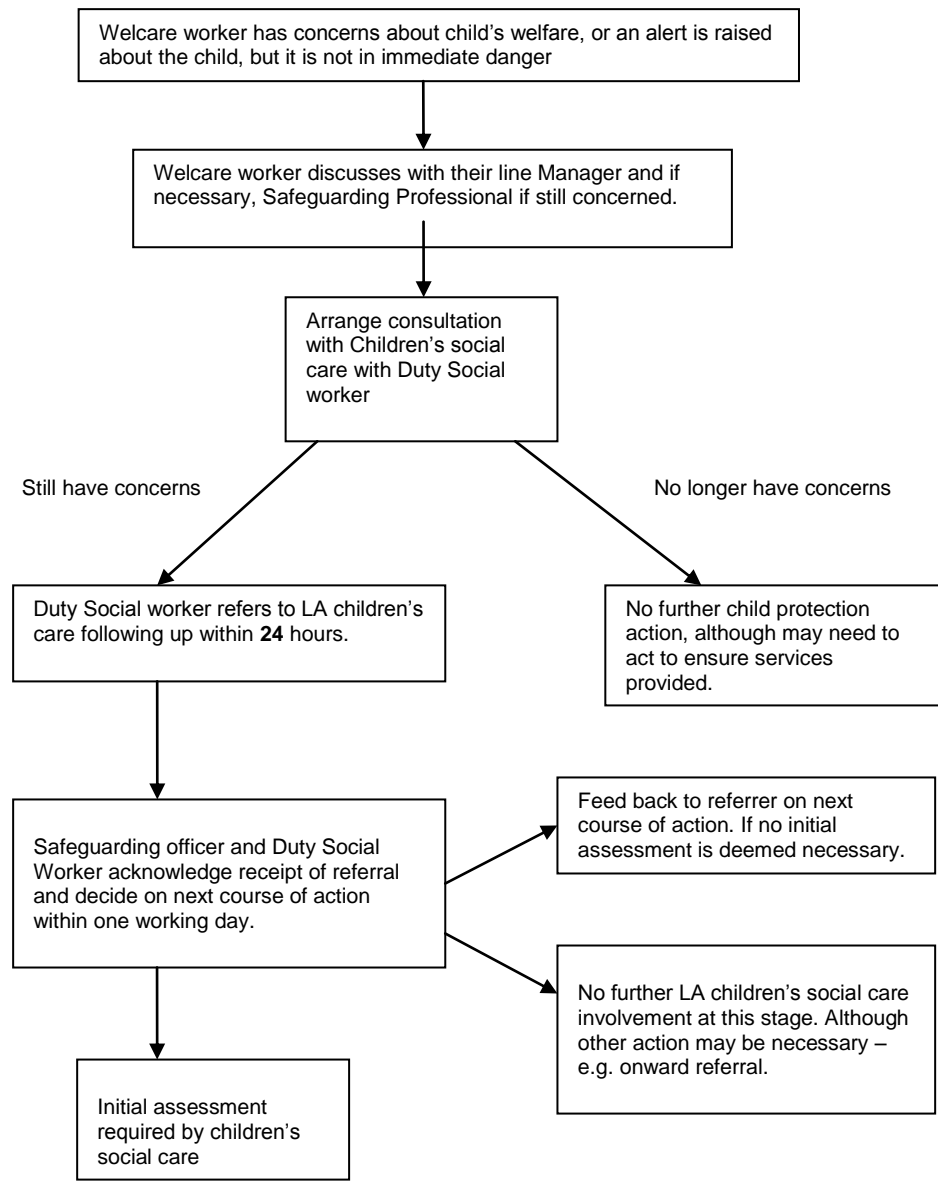 Welcare worker has concerns about child’s welfare, or an alert is raised
about the child, but it is not in immediate danger
Welcare worker discusses with their line Manager and if
necessary, Safeguarding Professional if still concerned.
Arrange consultation
with Children’s social
care with Duty Social
worker
Still have concerns
No longer have concerns
Duty Social worker refers to LA children’s
care following up within 24 hours.
No further child protection
action, although may need to
act to ensure services
provided.
Safeguarding officer and Duty Social
Worker acknowledge receipt of referral
and decide on next course of action
within one working day.
Feed back to referrer on next
course of action. If no initial
assessment is deemed necessary.
No further LA children’s social care
involvement at this stage. Although
other action may be necessary –
e.g. onward referral.
Initial assessment
required by children’s
social care